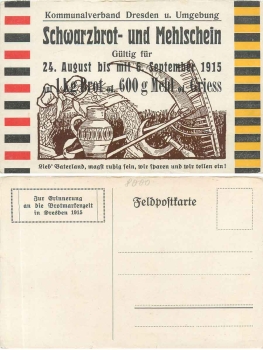 Kommunalverband Dresden u. Umgebung
Schwarzbrot- und Mehlschein
Gültig für
24. August bis mit 6. September 1915
1 Kg Brot od. 600 g Mehl od. Griess
Lieb' Vaterland, magst ruhig sein, wir sparen und wir teilen ein!
Zur Erinnerung
an die Brotmarkenzeit
in Dresden 1915
Feldpostkarte